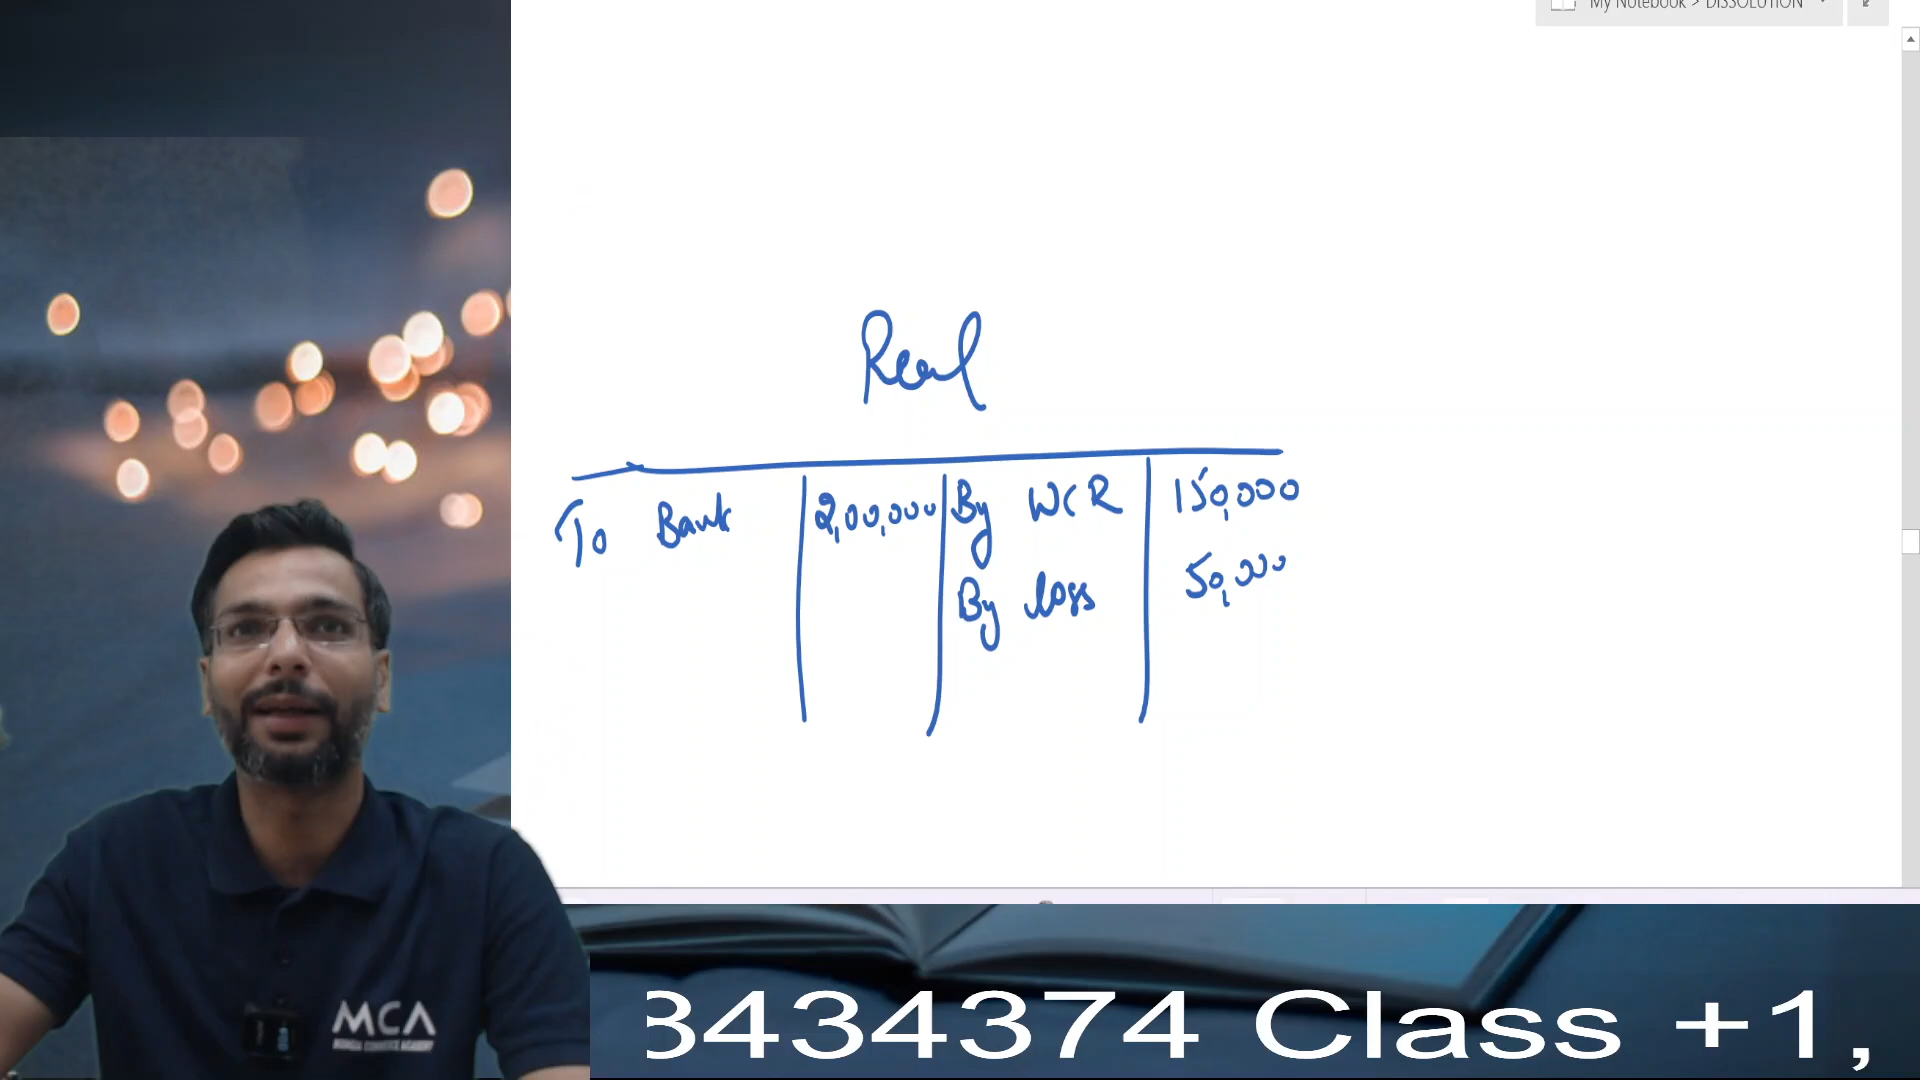 My Notebook > DISSOLUTION
Real
To Bank 2,00,000 By WCR 150,000
By loss 50,000
MCA
3434374 Class +1,